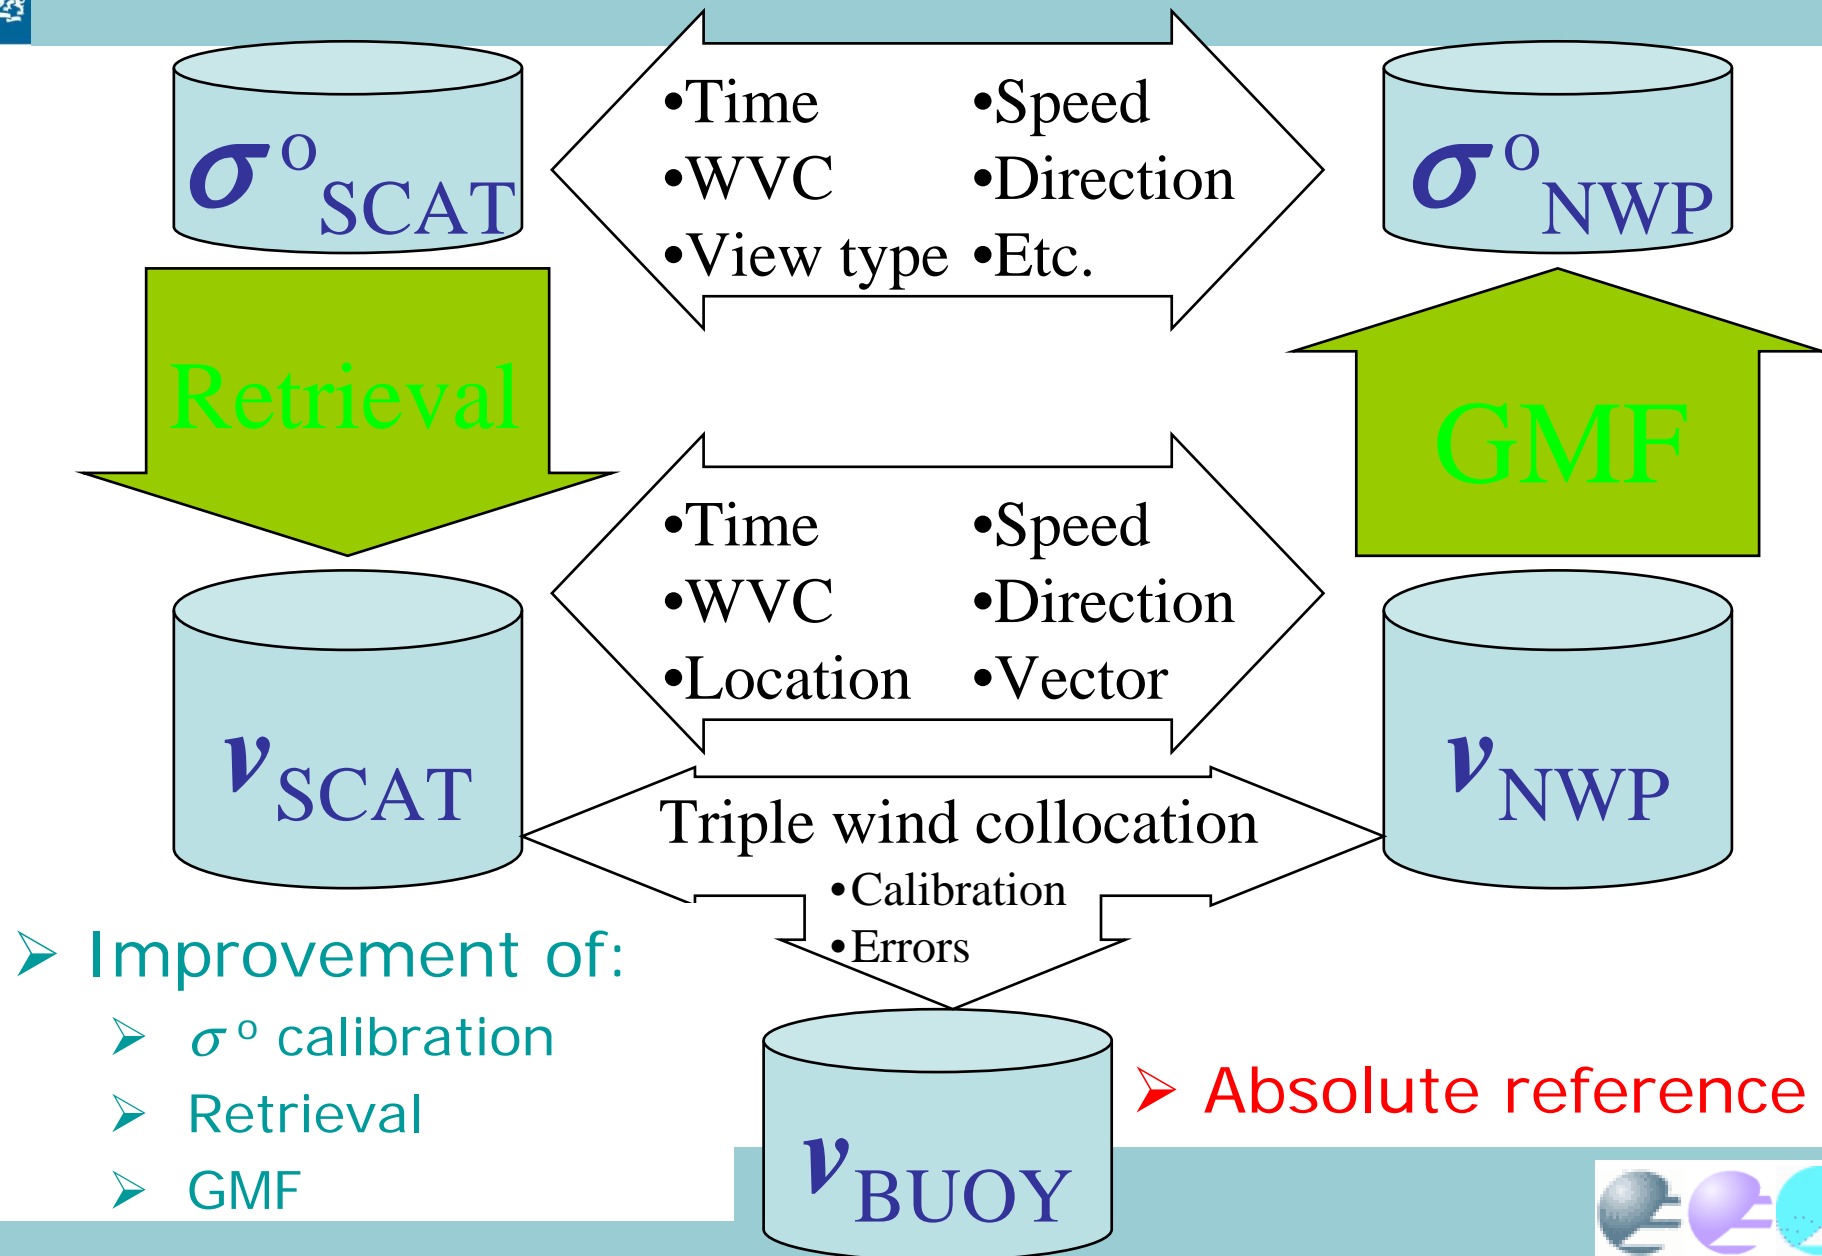 σ°SCAT
•Time •Speed
•WVC •Direction
•View type •Etc.
σ°NWP
Retrieval
GMF
•Time •Speed
•WVC •Direction
•Location •Vector
vSCAT
vNWP
Triple wind collocation
•Calibration
•Errors
➢ Improvement of:
➢ σ° calibration
➢ Retrieval
➢ GMF
vBUOY
➢ Absolute reference